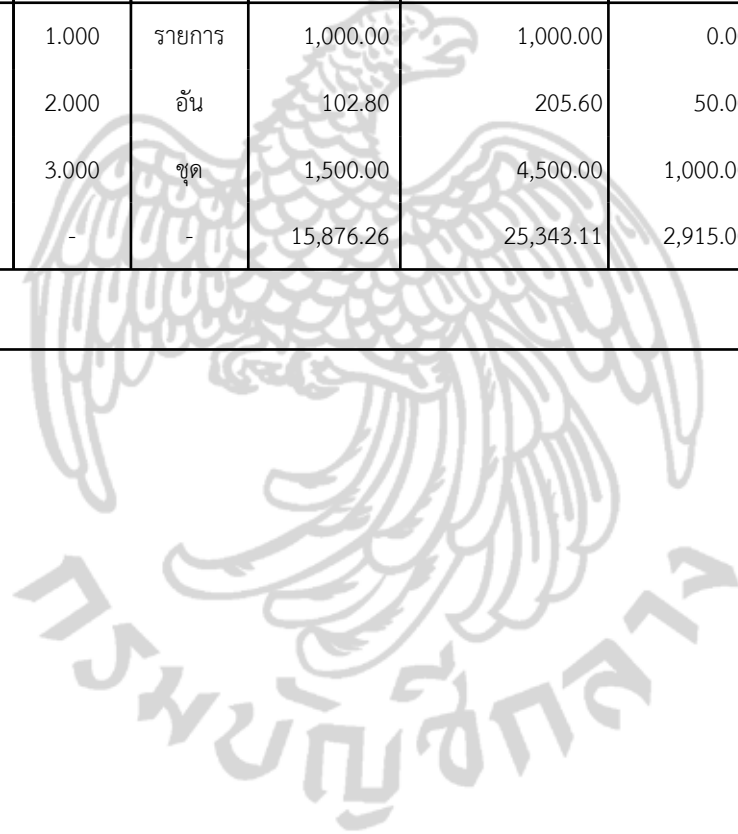 1.000 รายการ 1,000.00 1,000.00 0.0
2.000 อัน 102.80 205.60 50.0
3.000 ชุด 1,500.00 4,500.00 1,000.0
- - 15,876.26 25,343.11 2,915.0
กรมบัญชีกลาง